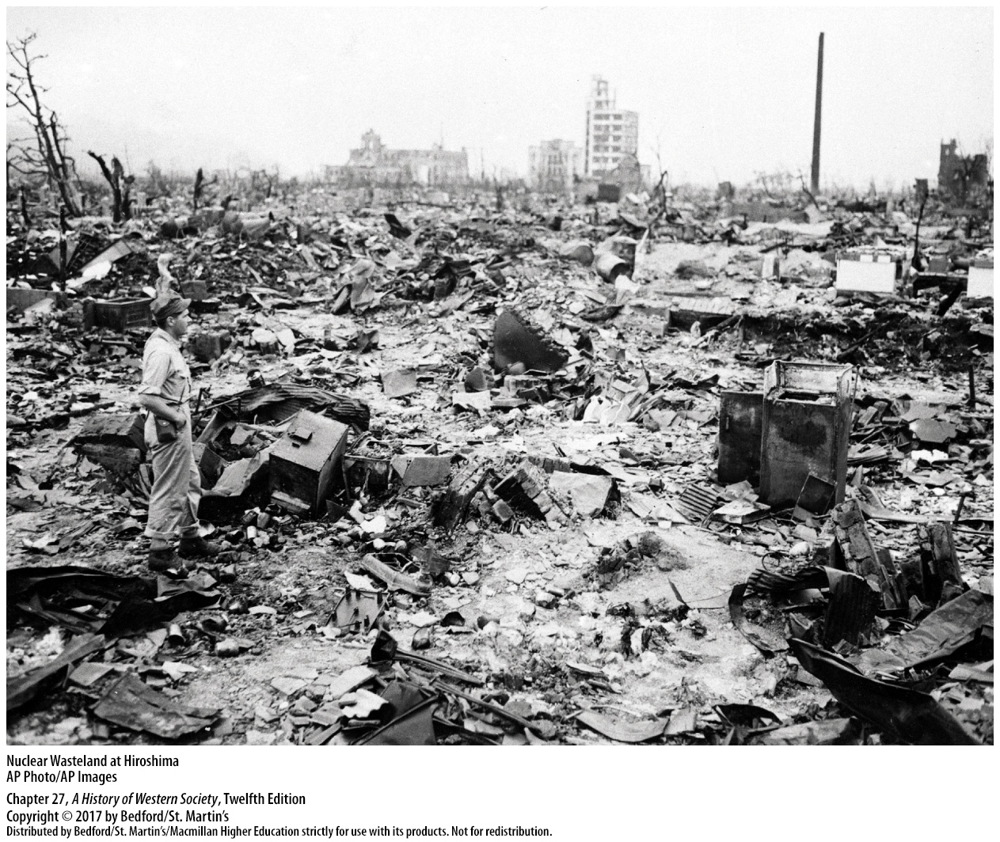 Nuclear Wasteland at Hiroshima
AP Photo/AP Images
Chapter 27, A History of Western Society, Twelfth Edition
Copyright © 2017 by Bedford/St. Martin's
Distributed by Bedford/St. Martin's/Macmillan Higher Education strictly for use with its products. Not for redistribution.